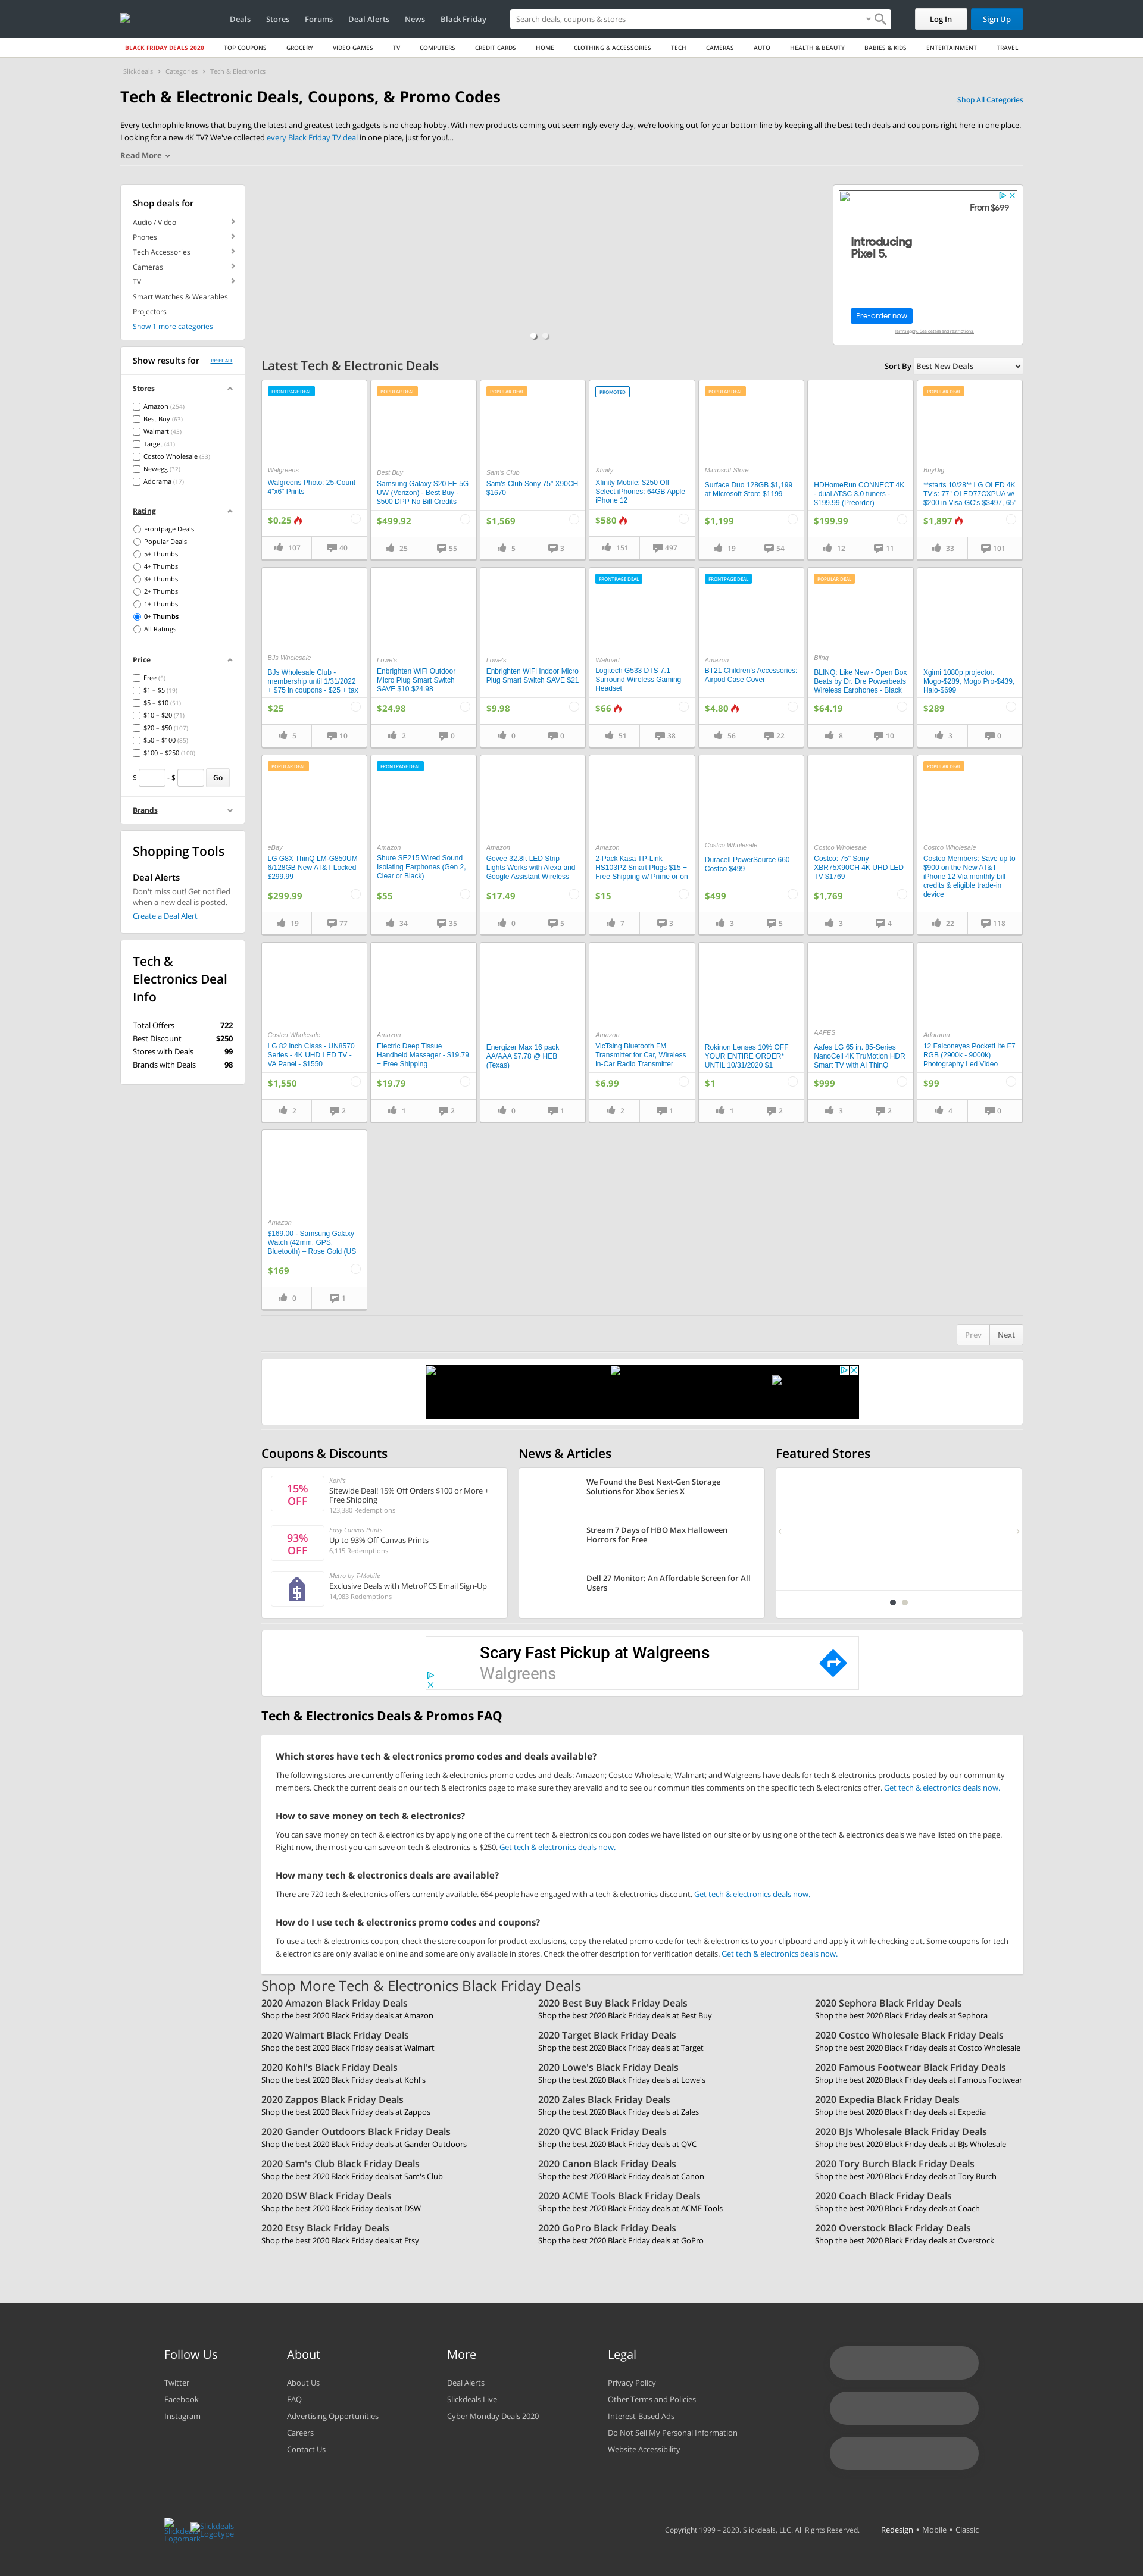 Deals Stores Forums Deal Alerts News Black Friday
Search deals, coupons & stores
Log In
Sign Up
BLACK FRIDAY DEALS 2020 TOP COUPONS GROCERY VIDEO GAMES TV COMPUTERS CREDIT CARDS HOME CLOTHING & ACCESSORIES TECH CAMERAS AUTO HEALTH & BEAUTY BABIES & KIDS ENTERTAINMENT TRAVEL
Slickdeals › Categories › Tech & Electronics
Tech & Electronic Deals, Coupons, & Promo Codes
Shop All Categories
Every technophile knows that buying the latest and greatest tech gadgets is no cheap hobby. With new products coming out seemingly every day, we're looking out for your bottom line by keeping all the best tech deals and coupons right here in one place.
Looking for a new 4K TV? We've collected every Black Friday TV deal in one place, just for you!...
Read More
Shop deals for
Audio / Video
Phones
Tech Accessories
Cameras
TV
Smart Watches & Wearables
Projectors
Show 1 more categories
From $699
Introducing
Pixel 5.
Pre-order now
Terms apply. See details and restrictions.
Show results for
RESET ALL
Stores
Amazon (254)
Best Buy (63)
Walmart (43)
Target (41)
Costco Wholesale (33)
Newegg (32)
Adorama (17)
Rating
Frontpage Deals
Popular Deals
5+ Thumbs
4+ Thumbs
3+ Thumbs
2+ Thumbs
1+ Thumbs
0+ Thumbs
All Ratings
Price
Free (5)
$1 – $5 (19)
$5 – $10 (51)
$10 – $20 (71)
$20 – $50 (107)
$50 – $100 (85)
$100 – $250 (100)
$ - $ Go
Brands
Shopping Tools
Deal Alerts
Don't miss out! Get notified
when a new deal is posted.
Create a Deal Alert
Tech &
Electronics Deal
Info
Total Offers 722
Best Discount $250
Stores with Deals 99
Brands with Deals 98
Latest Tech & Electronic Deals
Sort By Best New Deals
FRONTPAGE DEAL
Walgreens
Walgreens Photo: 25-Count
4"x6" Prints
$0.25
107 40
POPULAR DEAL
Best Buy
Samsung Galaxy S20 FE 5G
UW (Verizon) - Best Buy -
$500 DPP No Bill Credits
$499.92
25 55
POPULAR DEAL
Sam's Club
Sam's Club Sony 75" X90CH
$1670
$1,569
5 3
PROMOTED
Xfinity
Xfinity Mobile: $250 Off
Select iPhones: 64GB Apple
iPhone 12
$580
151 497
POPULAR DEAL
Microsoft Store
Surface Duo 128GB $1,199
at Microsoft Store $1199
$1,199
19 54
HDHomeRun CONNECT 4K
- dual ATSC 3.0 tuners -
$199.99 (Preorder)
$199.99
12 11
POPULAR DEAL
BuyDig
**starts 10/28** LG OLED 4K
TV's: 77" OLED77CXPUA w/
$200 in Visa GC's $3497, 65"
$1,897
33 101
BJs Wholesale
BJs Wholesale Club -
membership until 1/31/2022
+ $75 in coupons - $25 + tax
$25
5 10
Lowe's
Enbrighten WiFi Outdoor
Micro Plug Smart Switch
SAVE $10 $24.98
$24.98
2 0
Lowe's
Enbrighten WiFi Indoor Micro
Plug Smart Switch SAVE $21
$9.98
0 0
FRONTPAGE DEAL
Walmart
Logitech G533 DTS 7.1
Surround Wireless Gaming
Headset
$66
51 38
FRONTPAGE DEAL
Amazon
BT21 Children's Accessories:
Airpod Case Cover
$4.80
56 22
POPULAR DEAL
Blinq
BLINQ: Like New - Open Box
Beats by Dr. Dre Powerbeats
Wireless Earphones - Black
$64.19
8 10
Xgimi 1080p projector.
Mogo-$289, Mogo Pro-$439,
Halo-$699
$289
3 0
POPULAR DEAL
eBay
LG G8X ThinQ LM-G850UM
6/128GB New AT&T Locked
$299.99
$299.99
19 77
FRONTPAGE DEAL
Amazon
Shure SE215 Wired Sound
Isolating Earphones (Gen 2,
Clear or Black)
$55
34 35
Amazon
Govee 32.8ft LED Strip
Lights Works with Alexa and
Google Assistant Wireless
$17.49
0 5
Amazon
2-Pack Kasa TP-Link
HS103P2 Smart Plugs $15 +
Free Shipping w/ Prime or on
$15
7 3
Costco Wholesale
Duracell PowerSource 660
Costco $499
$499
3 5
Costco Wholesale
Costco: 75" Sony
XBR75X90CH 4K UHD LED
TV $1769
$1,769
3 4
POPULAR DEAL
Costco Wholesale
Costco Members: Save up to
$900 on the New AT&T
iPhone 12 Via monthly bill
credits & eligible trade-in
device
22 118
Costco Wholesale
LG 82 inch Class - UN8570
Series - 4K UHD LED TV -
VA Panel - $1550
$1,550
2 2
Amazon
Electric Deep Tissue
Handheld Massager - $19.79
+ Free Shipping
$19.79
1 2
Energizer Max 16 pack
AA/AAA $7.78 @ HEB
(Texas)
0 1
Amazon
VicTsing Bluetooth FM
Transmitter for Car, Wireless
in-Car Radio Transmitter
$6.99
2 1
Rokinon Lenses 10% OFF
YOUR ENTIRE ORDER*
UNTIL 10/31/2020 $1
$1
1 2
AAFES
Aafes LG 65 in. 85-Series
NanoCell 4K TruMotion HDR
Smart TV with AI ThinQ
$999
3 2
Adorama
12 Falconeyes PocketLite F7
RGB (2900k - 9000k)
Photography Led Video
$99
4 0
Amazon
$169.00 - Samsung Galaxy
Watch (42mm, GPS,
Bluetooth) – Rose Gold (US
$169
0 1
Prev Next
Coupons & Discounts
15%
OFF
Kohl's
Sitewide Deal! 15% Off Orders $100 or More +
Free Shipping
123,380 Redemptions
93%
OFF
Easy Canvas Prints
Up to 93% Off Canvas Prints
6,115 Redemptions
Metro by T-Mobile
Exclusive Deals with MetroPCS Email Sign-Up
14,983 Redemptions
News & Articles
We Found the Best Next-Gen Storage
Solutions for Xbox Series X
Stream 7 Days of HBO Max Halloween
Horrors for Free
Dell 27 Monitor: An Affordable Screen for All
Users
Featured Stores
Scary Fast Pickup at Walgreens
Walgreens
Tech & Electronics Deals & Promos FAQ
Which stores have tech & electronics promo codes and deals available?
The following stores are currently offering tech & electronics promo codes and deals: Amazon; Costco Wholesale; Walmart; and Walgreens have deals for tech & electronics products posted by our community
members. Check the current deals on our tech & electronics page to make sure they are valid and to see our communities comments on the specific tech & electronics offer. Get tech & electronics deals now.
How to save money on tech & electronics?
You can save money on tech & electronics by applying one of the current tech & electronics coupon codes we have listed on our site or by using one of the tech & electronics deals we have listed on the page.
Right now, the most you can save on tech & electronics is $250. Get tech & electronics deals now.
How many tech & electronics deals are available?
There are 720 tech & electronics offers currently available. 654 people have engaged with a tech & electronics discount. Get tech & electronics deals now.
How do I use tech & electronics promo codes and coupons?
To use a tech & electronics coupon, check the store coupon for product exclusions, copy the related promo code for tech & electronics to your clipboard and apply it while checking out. Some coupons for tech
& electronics are only available online and some are only available in stores. Check the offer description for verification details. Get tech & electronics deals now.
Shop More Tech & Electronics Black Friday Deals
2020 Amazon Black Friday Deals
Shop the best 2020 Black Friday deals at Amazon
2020 Best Buy Black Friday Deals
Shop the best 2020 Black Friday deals at Best Buy
2020 Sephora Black Friday Deals
Shop the best 2020 Black Friday deals at Sephora
2020 Walmart Black Friday Deals
Shop the best 2020 Black Friday deals at Walmart
2020 Target Black Friday Deals
Shop the best 2020 Black Friday deals at Target
2020 Costco Wholesale Black Friday Deals
Shop the best 2020 Black Friday deals at Costco Wholesale
2020 Kohl's Black Friday Deals
Shop the best 2020 Black Friday deals at Kohl's
2020 Lowe's Black Friday Deals
Shop the best 2020 Black Friday deals at Lowe's
2020 Famous Footwear Black Friday Deals
Shop the best 2020 Black Friday deals at Famous Footwear
2020 Zappos Black Friday Deals
Shop the best 2020 Black Friday deals at Zappos
2020 Zales Black Friday Deals
Shop the best 2020 Black Friday deals at Zales
2020 Expedia Black Friday Deals
Shop the best 2020 Black Friday deals at Expedia
2020 Gander Outdoors Black Friday Deals
Shop the best 2020 Black Friday deals at Gander Outdoors
2020 QVC Black Friday Deals
Shop the best 2020 Black Friday deals at QVC
2020 BJs Wholesale Black Friday Deals
Shop the best 2020 Black Friday deals at BJs Wholesale
2020 Sam's Club Black Friday Deals
Shop the best 2020 Black Friday deals at Sam's Club
2020 Canon Black Friday Deals
Shop the best 2020 Black Friday deals at Canon
2020 Tory Burch Black Friday Deals
Shop the best 2020 Black Friday deals at Tory Burch
2020 DSW Black Friday Deals
Shop the best 2020 Black Friday deals at DSW
2020 ACME Tools Black Friday Deals
Shop the best 2020 Black Friday deals at ACME Tools
2020 Coach Black Friday Deals
Shop the best 2020 Black Friday deals at Coach
2020 Etsy Black Friday Deals
Shop the best 2020 Black Friday deals at Etsy
2020 GoPro Black Friday Deals
Shop the best 2020 Black Friday deals at GoPro
2020 Overstock Black Friday Deals
Shop the best 2020 Black Friday deals at Overstock
Follow Us
Twitter
Facebook
Instagram
About
About Us
FAQ
Advertising Opportunities
Careers
Contact Us
More
Deal Alerts
Slickdeals Live
Cyber Monday Deals 2020
Legal
Privacy Policy
Other Terms and Policies
Interest-Based Ads
Do Not Sell My Personal Information
Website Accessibility
Slickdeals
Logomark
Slickdeals
Logotype
Copyright 1999 – 2020. Slickdeals, LLC. All Rights Reserved.
Redesign • Mobile • Classic